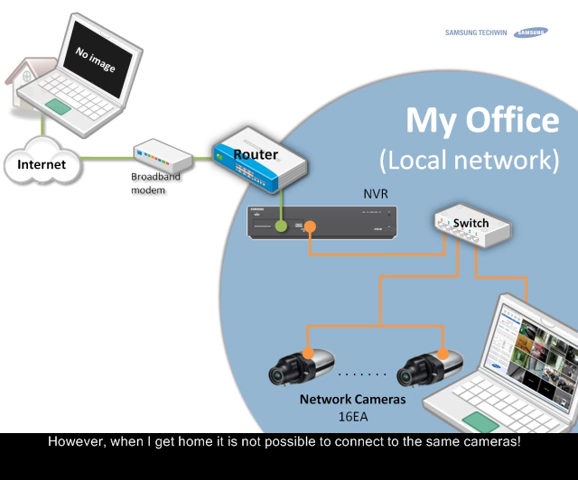 SAMSUNG TECHWIN SAMSUNG
No image
My Office
(Local network)
Internet
Broadband
modem
Router
NVR
Switch
Network Cameras
16EA
However, when I get home it is not possible to connect to the same cameras!